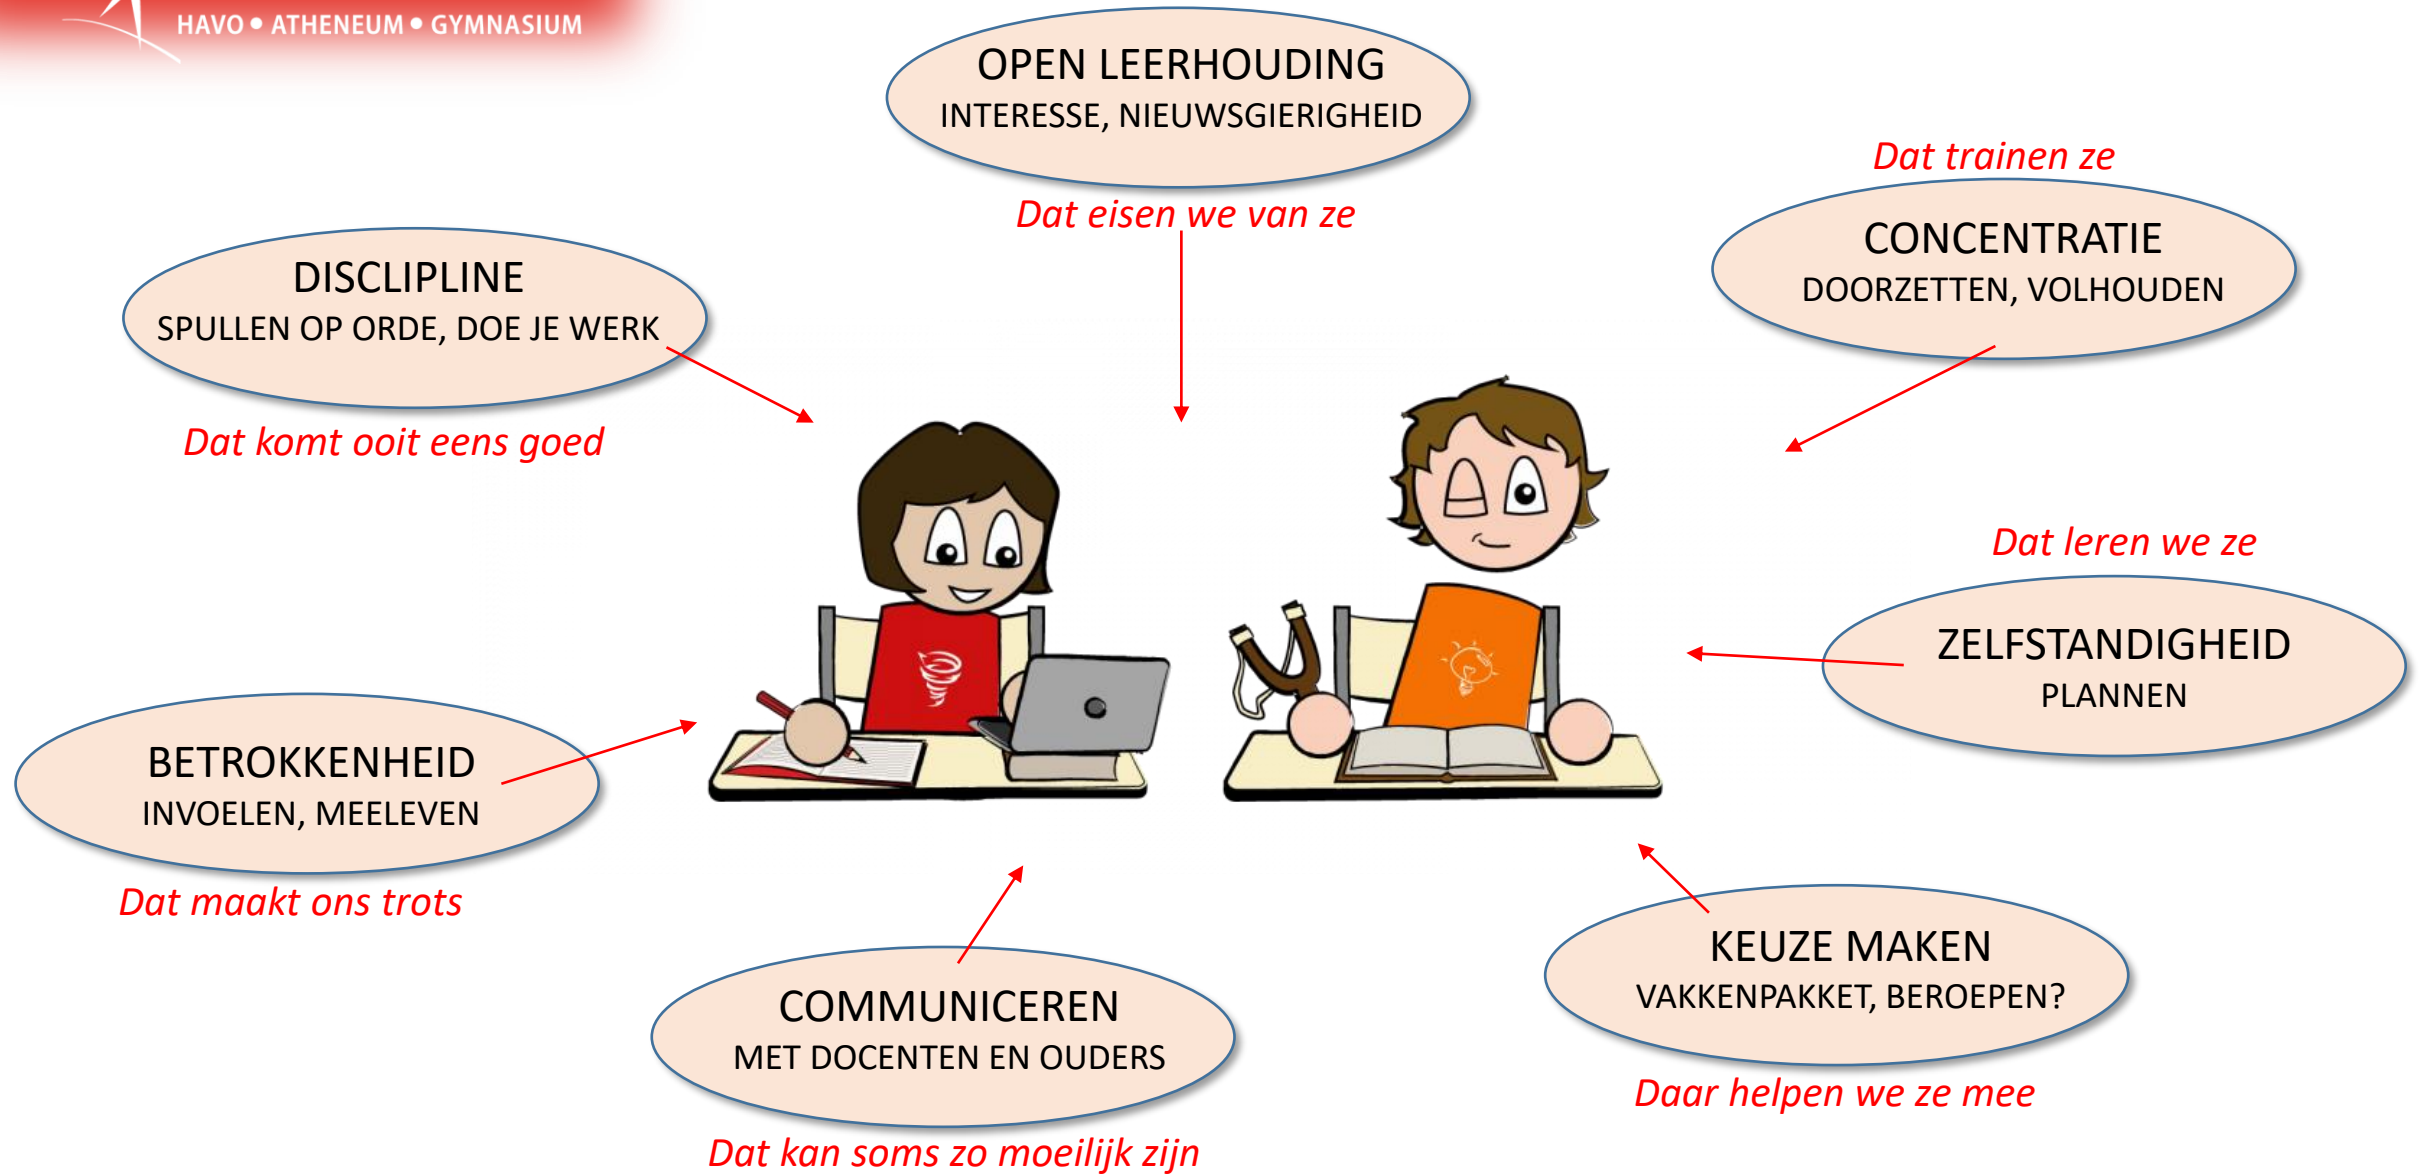 HAVO • ATHENEUM • GYMNASIUM
OPEN LEERHOUDING
INTERESSE, NIEUWSGIERIGHEID
Dat eisen we van ze
Dat trainen ze
CONCENTRATIE
DOORZETTEN, VOLHOUDEN
DISCLIPLINE
SPULLEN OP ORDE, DOE JE WERK
Dat komt ooit eens goed
Dat leren we ze
ZELFSTANDIGHEID
PLANNEN
BETROKKENHEID
INVOELEN, MEELEVEN
Dat maakt ons trots
KEUZE MAKEN
VAKKENPAKKET, BEROEPEN?
Daar helpen we ze mee
COMMUNICEREN
MET DOCENTEN EN OUDERS
Dat kan soms zo moeilijk zijn